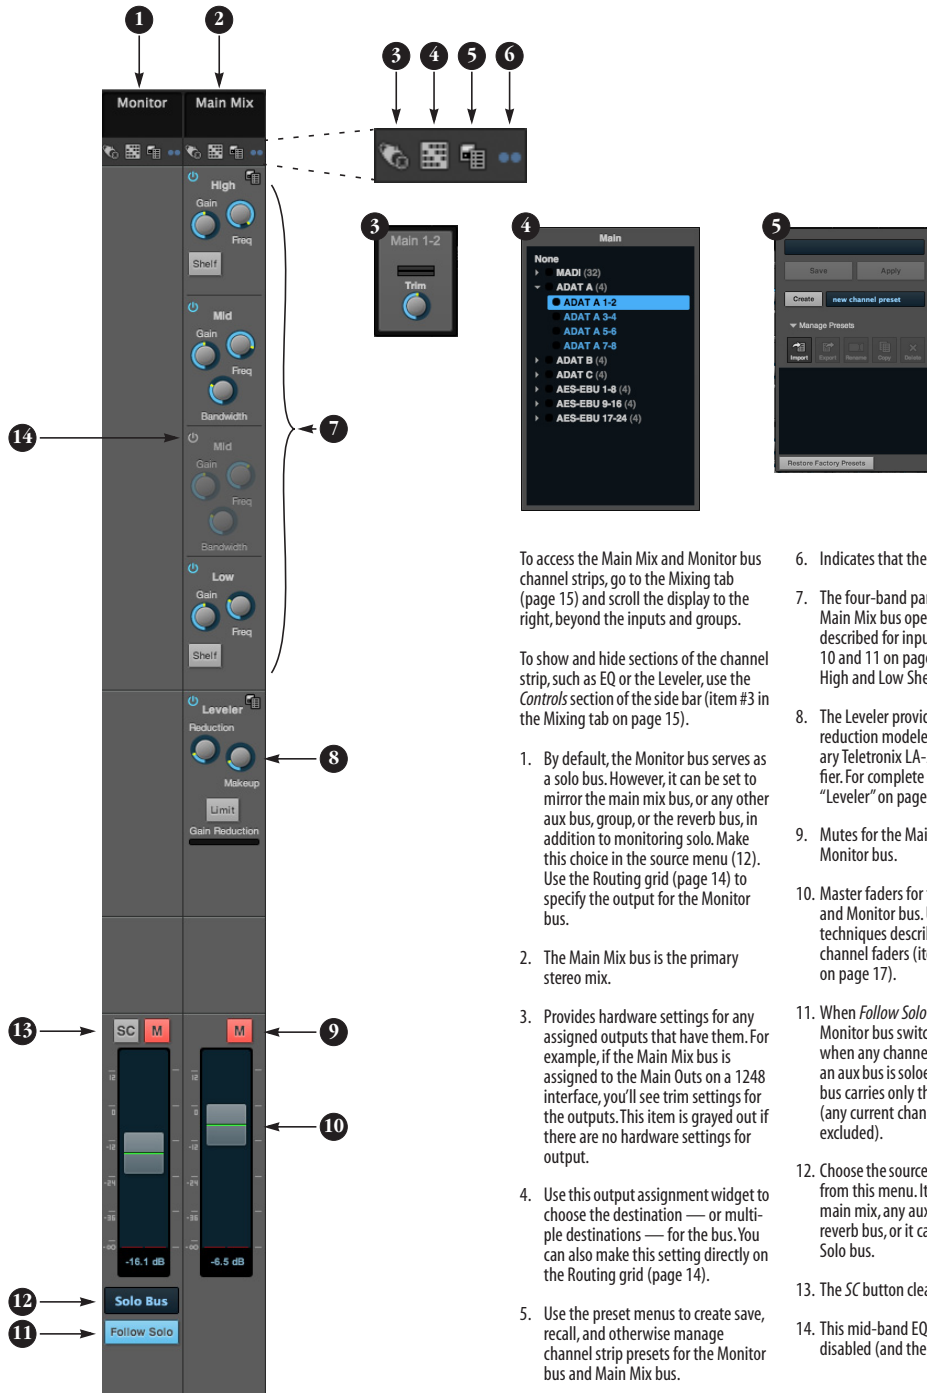 1
2
3
4
5
6
Monitor
Main Mix
High
Gain
Freq
Shelf
Mid
Gain
Freq
Bandwidth
Mid
Gain
Freq
Bandwidth
Low
Gain
Freq
Shelf
Leveler
Reduction
Makeup
Limit
Gain Reduction
14
7
8
13
SC
M
M
9
12
0
-12
-24
-36
-∞
12
0
-12
-24
-36
-∞
10
-16.1 dB
-6.5 dB
12
Solo Bus
11
Follow Solo
3
Main 1-2
Trim
4
Main
None
MADI (32)
ADAT A (4)
ADAT A 1-2
ADAT A 3-4
ADAT A 5-6
ADAT A 7-8
ADAT B (4)
ADAT C (4)
AES-EBU 1-8 (4)
AES-EBU 9-16 (4)
AES-EBU 17-24 (4)
5
Save
Apply
Create
new channel preset
Manage Presets
Import
Export
Rename
Copy
Delete
Restore Factory Presets
To access the Main Mix and Monitor bus
channel strips, go to the Mixing tab
(page 15) and scroll the display to the
right, beyond the inputs and groups.
To show and hide sections of the channel
strip, such as EQ or the Leveler, use the
Controls section of the side bar (item #3 in
the Mixing tab on page 15).
1. By default, the Monitor bus serves as
a solo bus. However, it can be set to
mirror the main mix bus, or any other
aux bus, group, or the reverb bus, in
addition to monitoring solo. Make
this choice in the source menu (12).
Use the Routing grid (page 14) to
specify the output for the Monitor
bus.
2. The Main Mix bus is the primary
stereo mix.
3. Provides hardware settings for any
assigned outputs that have them. For
example, if the Main Mix bus is
assigned to the Main Outs on a 1248
interface, you'll see trim settings for
the outputs. This item is grayed out if
there are no hardware settings for
output.
4. Use this output assignment widget to
choose the destination — or multi-
ple destinations — for the bus. You
can also make this setting directly on
the Routing grid (page 14).
5. Use the preset menus to create save,
recall, and otherwise manage
channel strip presets for the Monitor
bus and Main Mix bus.
6. Indicates that the
7. The four-band par
Main Mix bus ope
described for inpu
10 and 11 on page
High and Low She
8. The Leveler provid
reduction modele
ary Teletronix LA-
fier. For complete
"Leveler" on page
9. Mutes for the Mai
Monitor bus.
10. Master faders for
and Monitor bus.
techniques descri
channel faders (ite
on page 17).
11. When Follow Solo
Monitor bus switc
when any channe
an aux bus is soloe
bus carries only th
(any current chan
excluded).
12. Choose the source
from this menu. It
main mix, any aux
reverb bus, or it ca
Solo bus.
13. The SC button clea
14. This mid-band EQ
disabled (and the